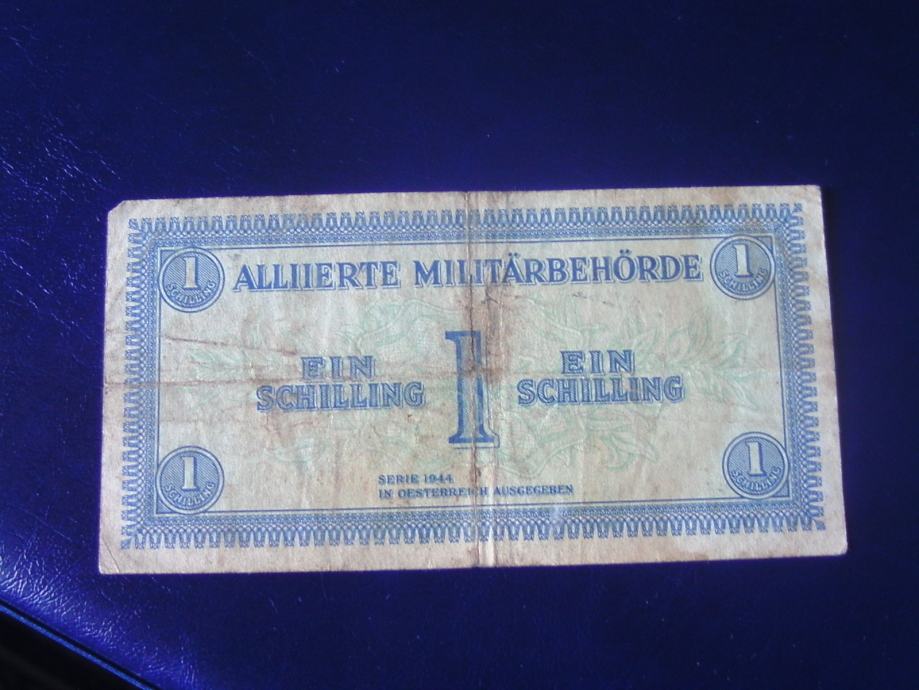 ALLIIERTE MILITÄRBEHÖRDE
1
SCHILLING
1
SCHILLING
EIN
SCHILLING
1
EIN
SCHILLING
1
SCHILLING
1
SCHILLING
SERIE 1944
IN OESTERREICH AUSGEGEBEN